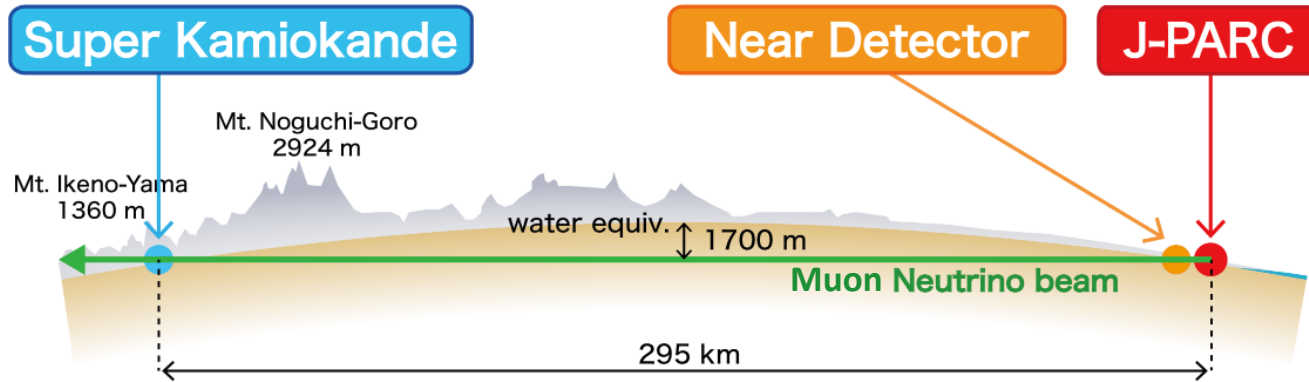 Super Kamiokande
Near Detector
J-PARC
Mt. Noguchi-Goro
2924 m
Mt. Ikeno-Yama
1360 m
water equiv.
1700 m
Muon Neutrino beam
295 km